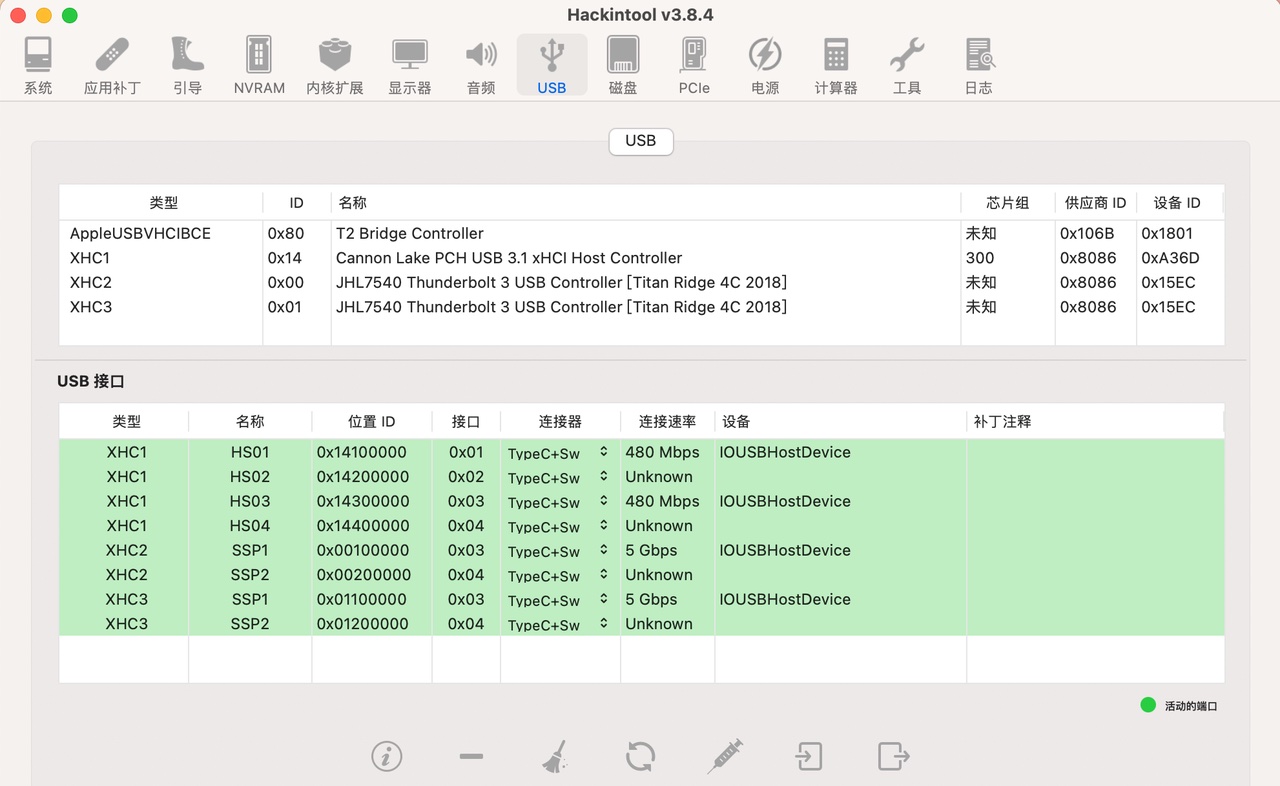 Hackintool v3.8.4
系统 应用补丁 引导 NVRAM 内核扩展 显示器 音频 USB 磁盘 PCIe 电源 计算器 工具 日志
USB
类型 ID 名称 芯片组 供应商 ID 设备 ID
AppleUSBVHCIBCE 0x80 T2 Bridge Controller 未知 0x106B 0x1801
XHC1 0x14 Cannon Lake PCH USB 3.1 xHCI Host Controller 300 0x8086 0xA36D
XHC2 0x00 JHL7540 Thunderbolt 3 USB Controller [Titan Ridge 4C 2018] 未知 0x8086 0x15EC
XHC3 0x01 JHL7540 Thunderbolt 3 USB Controller [Titan Ridge 4C 2018] 未知 0x8086 0x15EC
USB 接口
类型 名称 位置 ID 接口 连接器 连接速率 设备 补丁注释
XHC1 HS01 0x14100000 0x01 TypeC+Sw 480 Mbps IOUSBHostDevice
XHC1 HS02 0x14200000 0x02 TypeC+Sw Unknown
XHC1 HS03 0x14300000 0x03 TypeC+Sw 480 Mbps IOUSBHostDevice
XHC1 HS04 0x14400000 0x04 TypeC+Sw Unknown
XHC2 SSP1 0x00100000 0x03 TypeC+Sw 5 Gbps IOUSBHostDevice
XHC2 SSP2 0x00200000 0x04 TypeC+Sw Unknown
XHC3 SSP1 0x01100000 0x03 TypeC+Sw 5 Gbps IOUSBHostDevice
XHC3 SSP2 0x01200000 0x04 TypeC+Sw Unknown
活动的端口